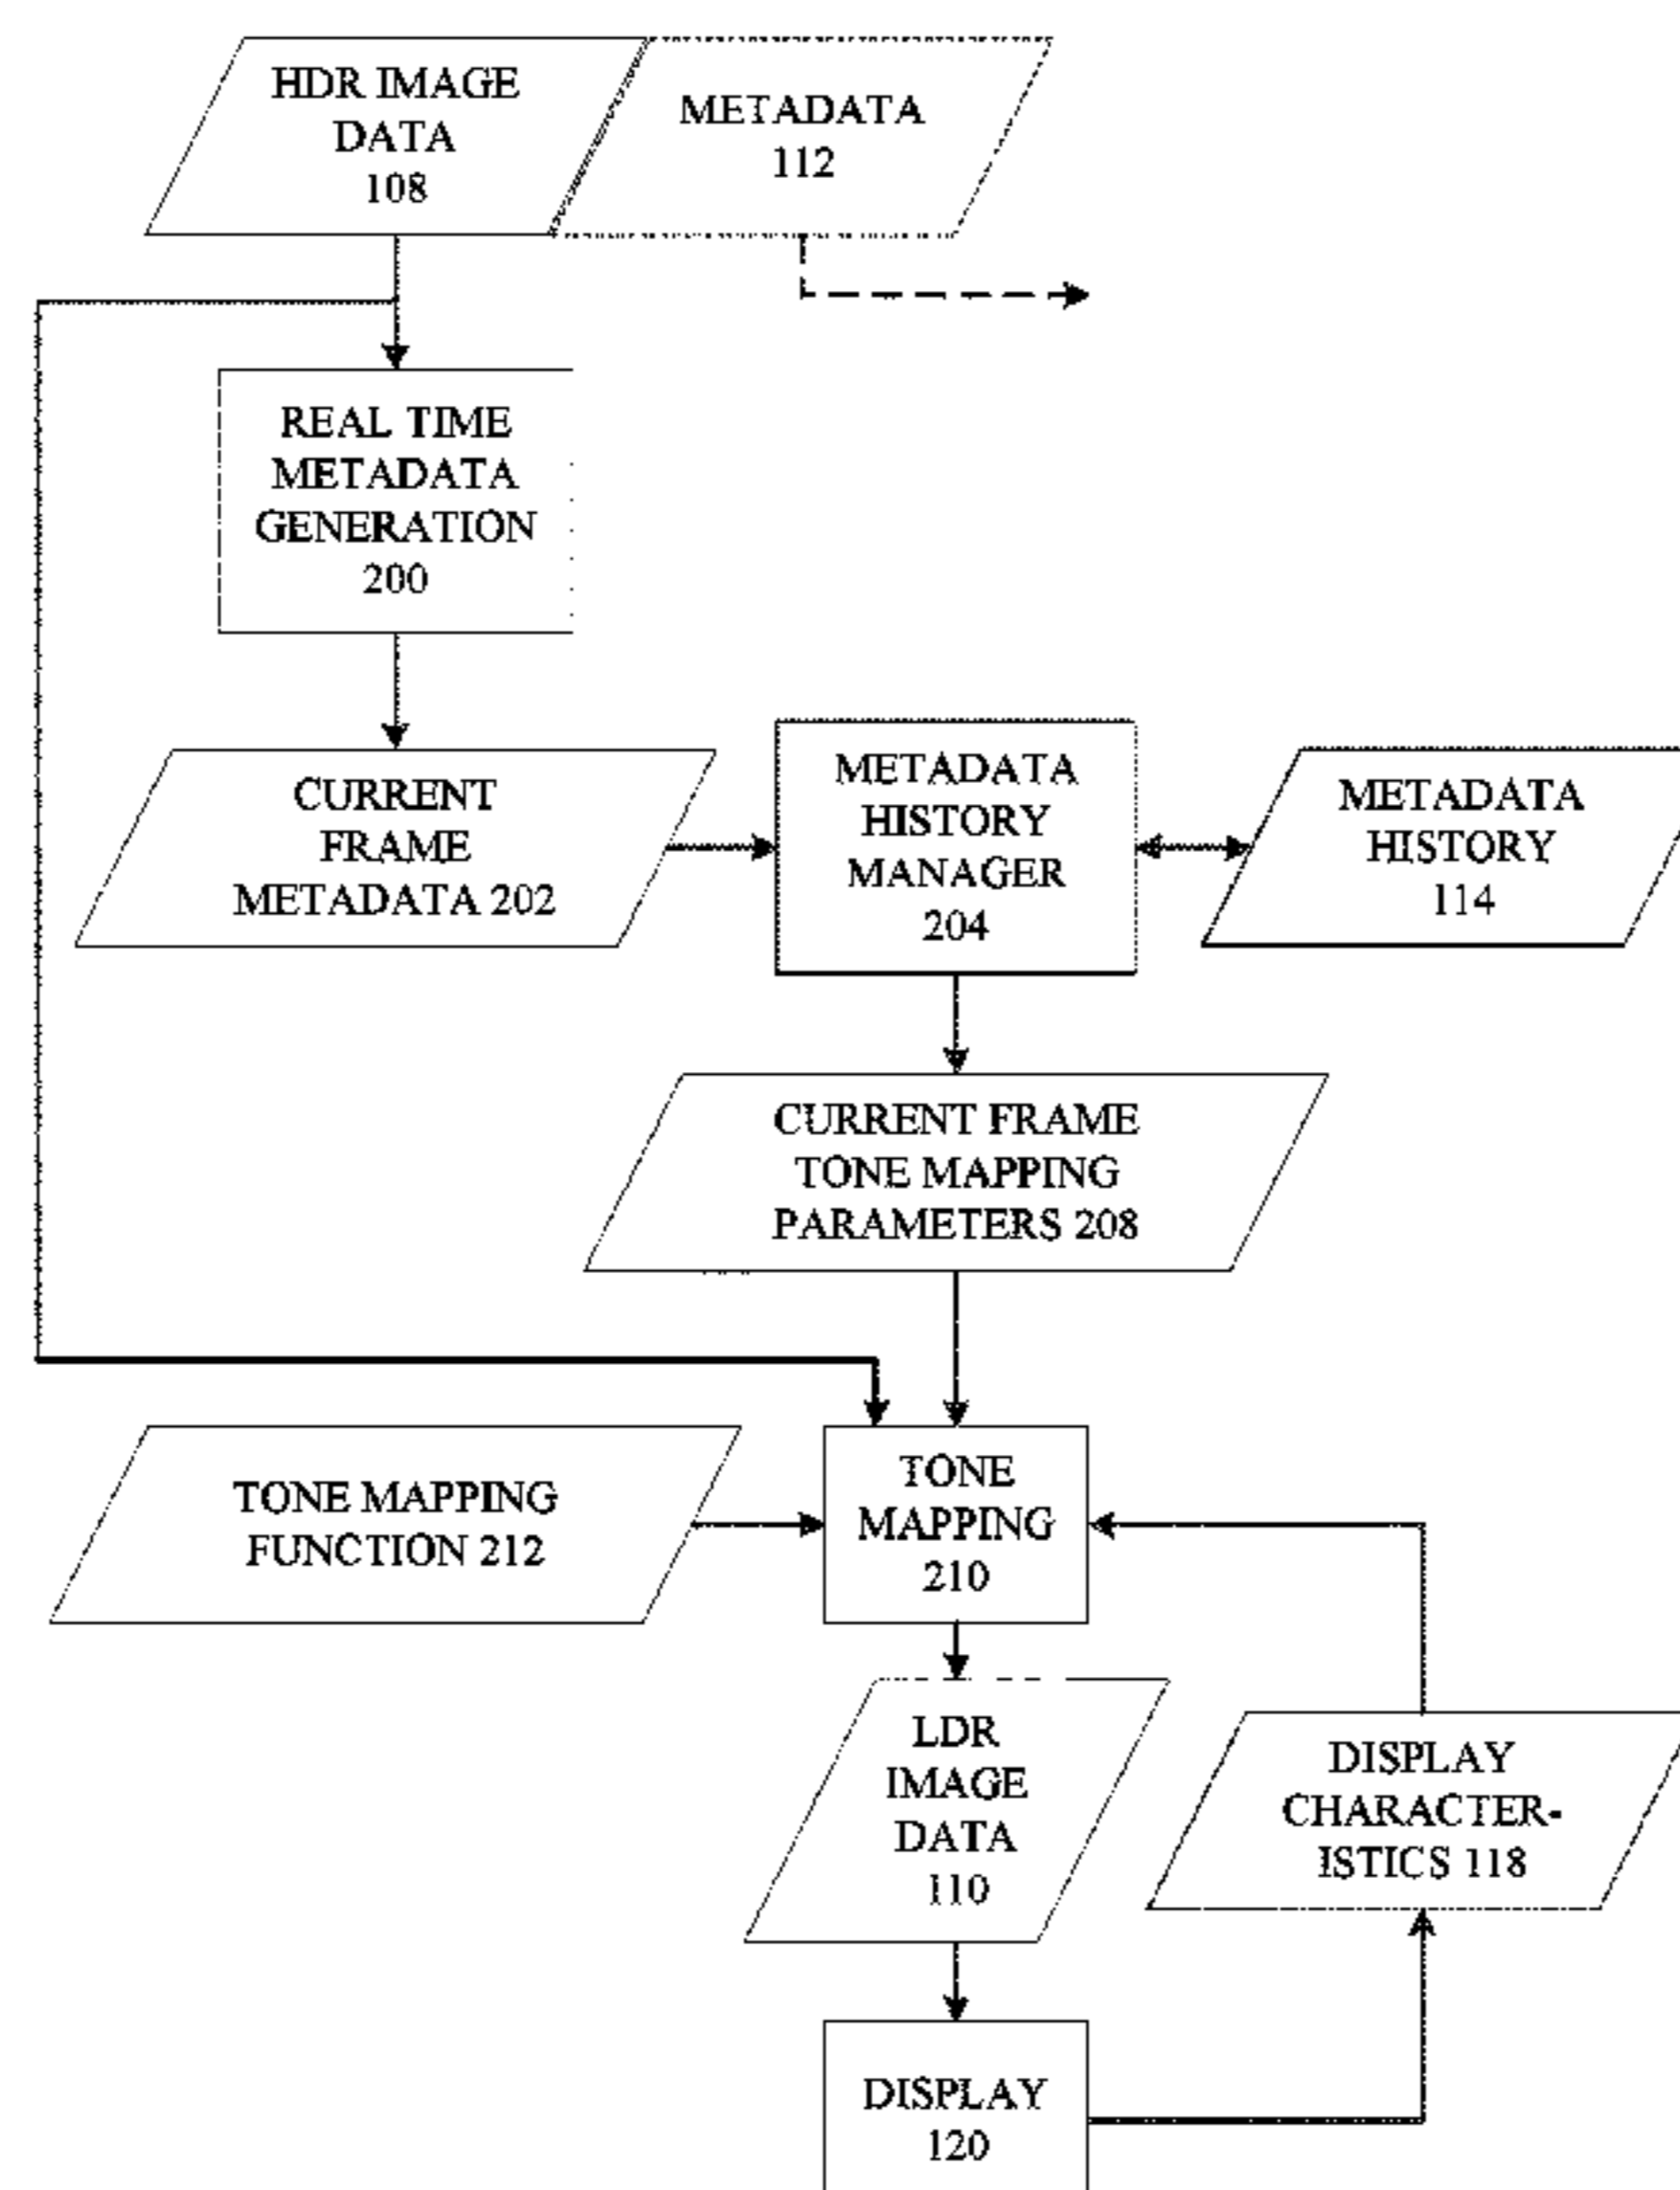 HDR IMAGE
DATA
108
METADATA
112
REAL TIME
METADATA
GENERATION
200
CURRENT
FRAME
METADATA 202
METADATA
HISTORY
MANAGER
204
METADATA
HISTORY
114
CURRENT FRAME
TONE MAPPING
PARAMETERS 208
TONE MAPPING
FUNCTION 212
TONE
MAPPING
210
LDR
IMAGE
DATA
110
DISPLAY
CHARACTER-
ISTICS 118
DISPLAY
120